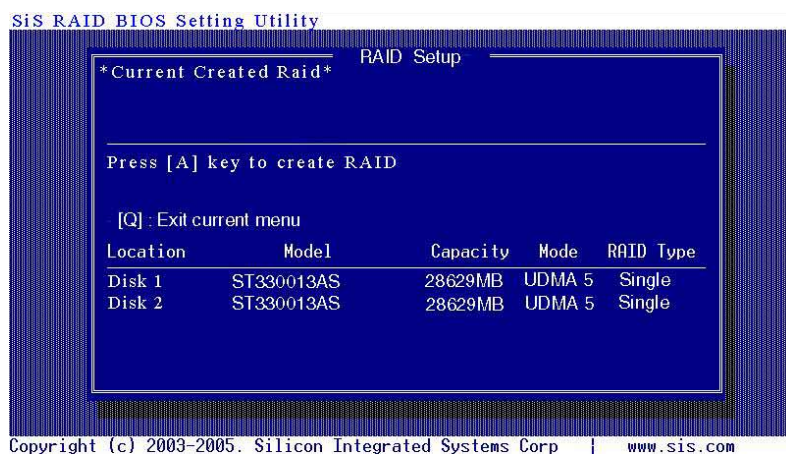 SiS RAID BIOS Setting Utility
RAID Setup
*Current Created Raid*
Press [A] key to create RAID
[Q] : Exit current menu
Location Model Capacity Mode RAID Type
Disk 1 ST330013AS 28629MB UDMA 5 Single
Disk 2 ST330013AS 28629MB UDMA 5 Single
Copyright (c) 2003-2005. Silicon Integrated Systems Corp | www.sis.com